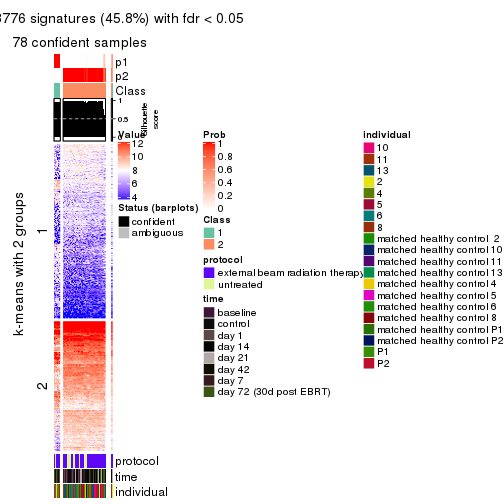 3776 signatures (45.8%) with fdr < 0.05
78 confident samples
p1
p2
Class
1
0.5
0
Silhouette
score
k-means with 2 groups
1
2
protocol
time
individual
Value
12
10
8
6
4
Status (barplots)
confident
ambiguous
Prob
1
0.8
0.6
0.4
0.2
0
Class
1
2
protocol
external beam radiation therapy
untreated
time
baseline
control
day 1
day 14
day 21
day 42
day 7
day 72 (30d post EBRT)
individual
10
11
13
2
4
5
6
8
matched healthy control 2
matched healthy control 10
matched healthy control 11
matched healthy control 13
matched healthy control 4
matched healthy control 5
matched healthy control 6
matched healthy control 8
matched healthy control P1
matched healthy control P2
P1
P2